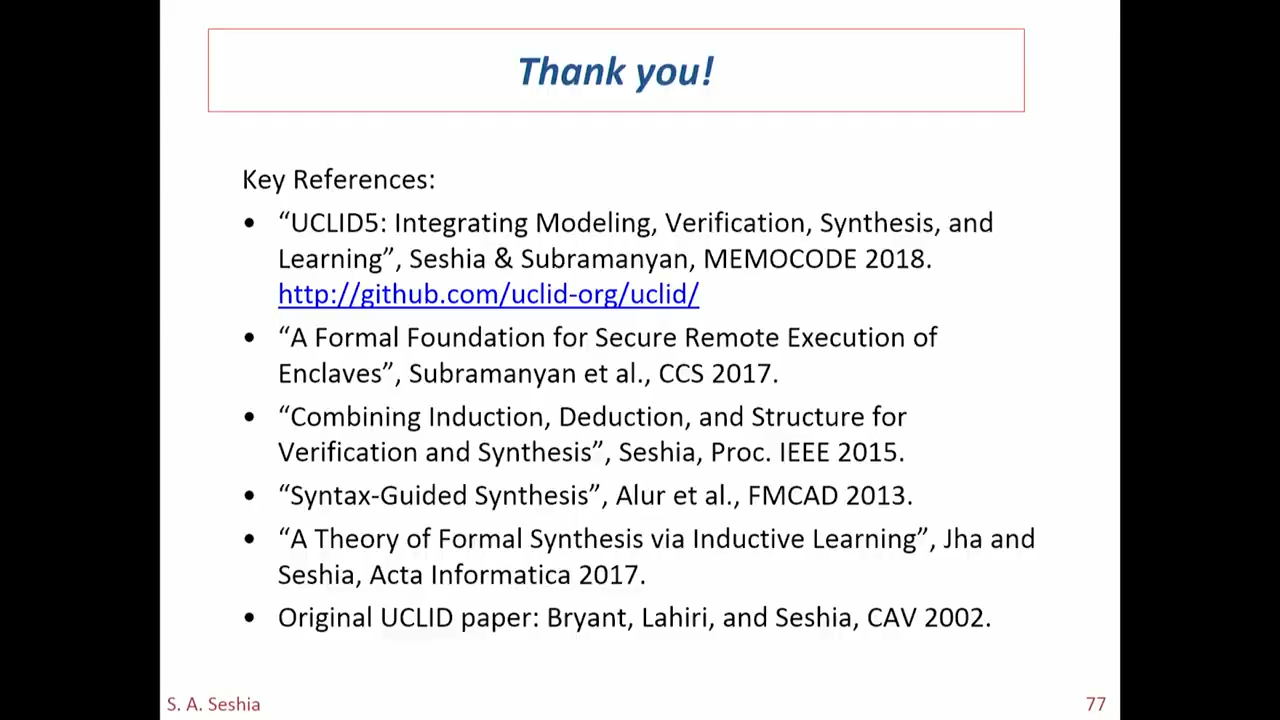 Thank you!
Key References:
• “UCLID5: Integrating Modeling, Verification, Synthesis, and
Learning”, Seshia & Subramanyan, MEMOCODE 2018.
http://github.com/uclid-org/uclid/
• “A Formal Foundation for Secure Remote Execution of
Enclaves”, Subramanyan et al., CCS 2017.
• “Combining Induction, Deduction, and Structure for
Verification and Synthesis”, Seshia, Proc. IEEE 2015.
• “Syntax-Guided Synthesis”, Alur et al., FMCAD 2013.
• “A Theory of Formal Synthesis via Inductive Learning”, Jha and
Seshia, Acta Informatica 2017.
• Original UCLID paper: Bryant, Lahiri, and Seshia, CAV 2002.
S. A. Seshia
77